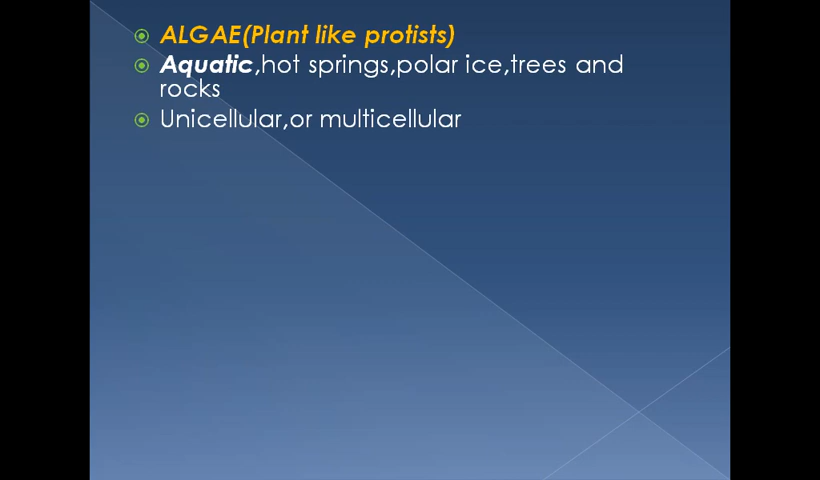 ALGAE(Plant like protists)
Aquatic,hot springs,polar ice,trees and
rocks
Unicellular,or multicellular